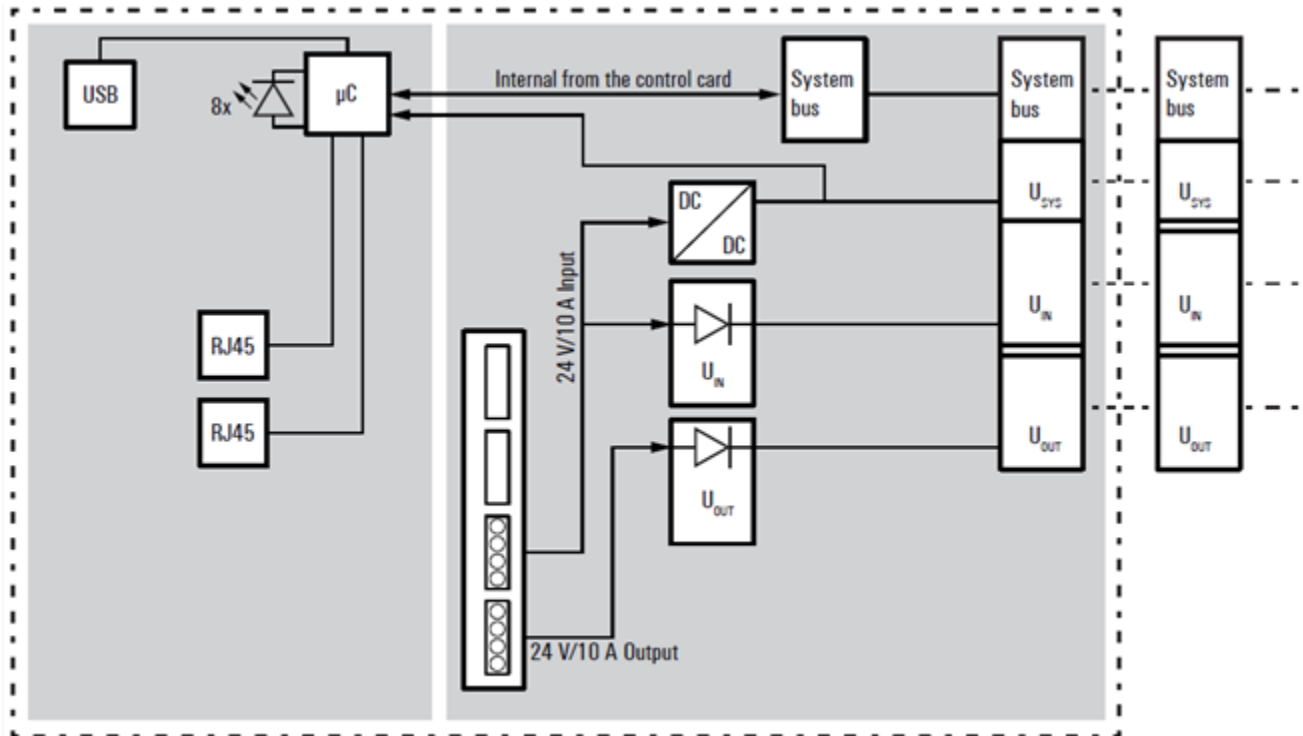 USB
8x
µC
Internal from the control card
System
bus
System
bus
System
bus
DC
DC
U_SYS
U_SYS
24 V/10 A Input
U_IN
U_IN
U_IN
RJ45
RJ45
U_OUT
U_OUT
U_OUT
24 V/10 A Output